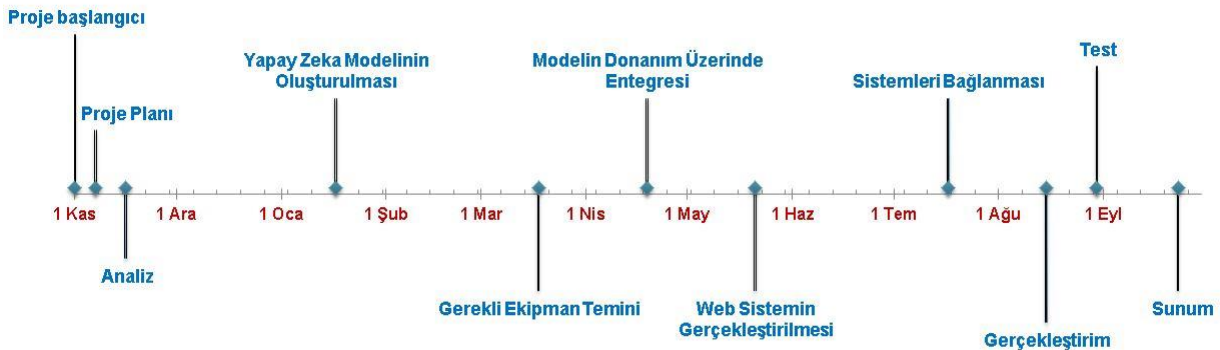 Proje başlangıcı
Proje Planı
Yapay Zeka Modelinin
Oluşturulması
Modelin Donanım Üzerinde
Entegresi
Sistemleri Bağlanması
Test
1 Kas
1 Ara
1 Oca
1 Şub
1 Mar
1 Nis
1 May
1 Haz
1 Tem
1 Ağu
1 Eyl
Analiz
Gerekli Ekipman Temini
Web Sistemin
Gerçekleştirilmesi
Gerçekleştirim
Sunum